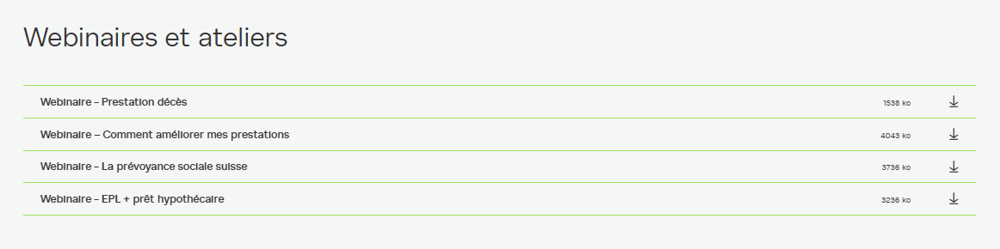 Webinaires et ateliers
Webinaire - Prestation décès 1538 ko
Webinaire – Comment améliorer mes prestations 4043 ko
Webinaire - La prévoyance sociale suisse 3736 ko
Webinaire - EPL + prêt hypothécaire 3236 ko